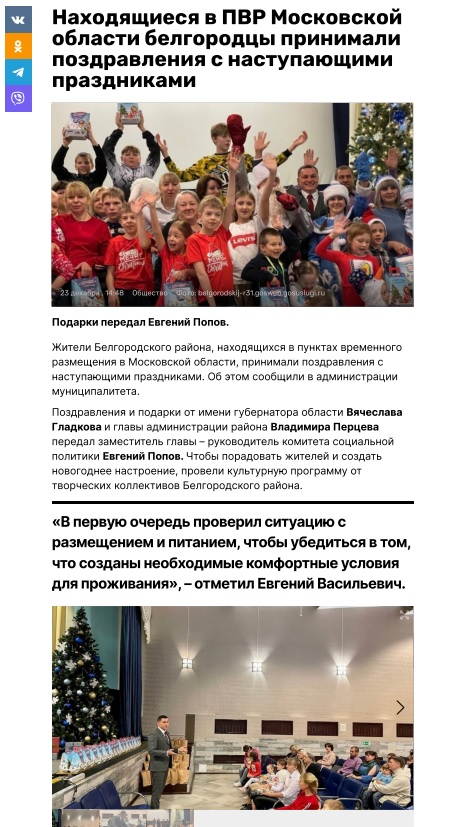 Находящиеся в ПВР Московской
области белгородцы принимали
поздравления с наступающими
праздниками
LEVI'S
23 декабря , 14:48 Общество Фото: belgorodskij-r31.gosweb.gosuslugi.ru
Подарки передал Евгений Попов.
Жители Белгородского района, находящихся в пунктах временного
размещения в Московской области, принимали поздравления с
наступающими праздниками. Об этом сообщили в администрации
муниципалитета.
Поздравления и подарки от имени губернатора области Вячеслава
Гладкова и главы администрации района Владимира Перцева
передал заместитель главы – руководитель комитета социальной
политики Евгений Попов. Чтобы порадовать жителей и создать
новогоднее настроение, провели культурную программу от
творческих коллективов Белгородского района.
«В первую очередь проверил ситуацию с
размещением и питанием, чтобы убедиться в том,
что созданы необходимые комфортные условия
для проживания», – отметил Евгений Васильевич.